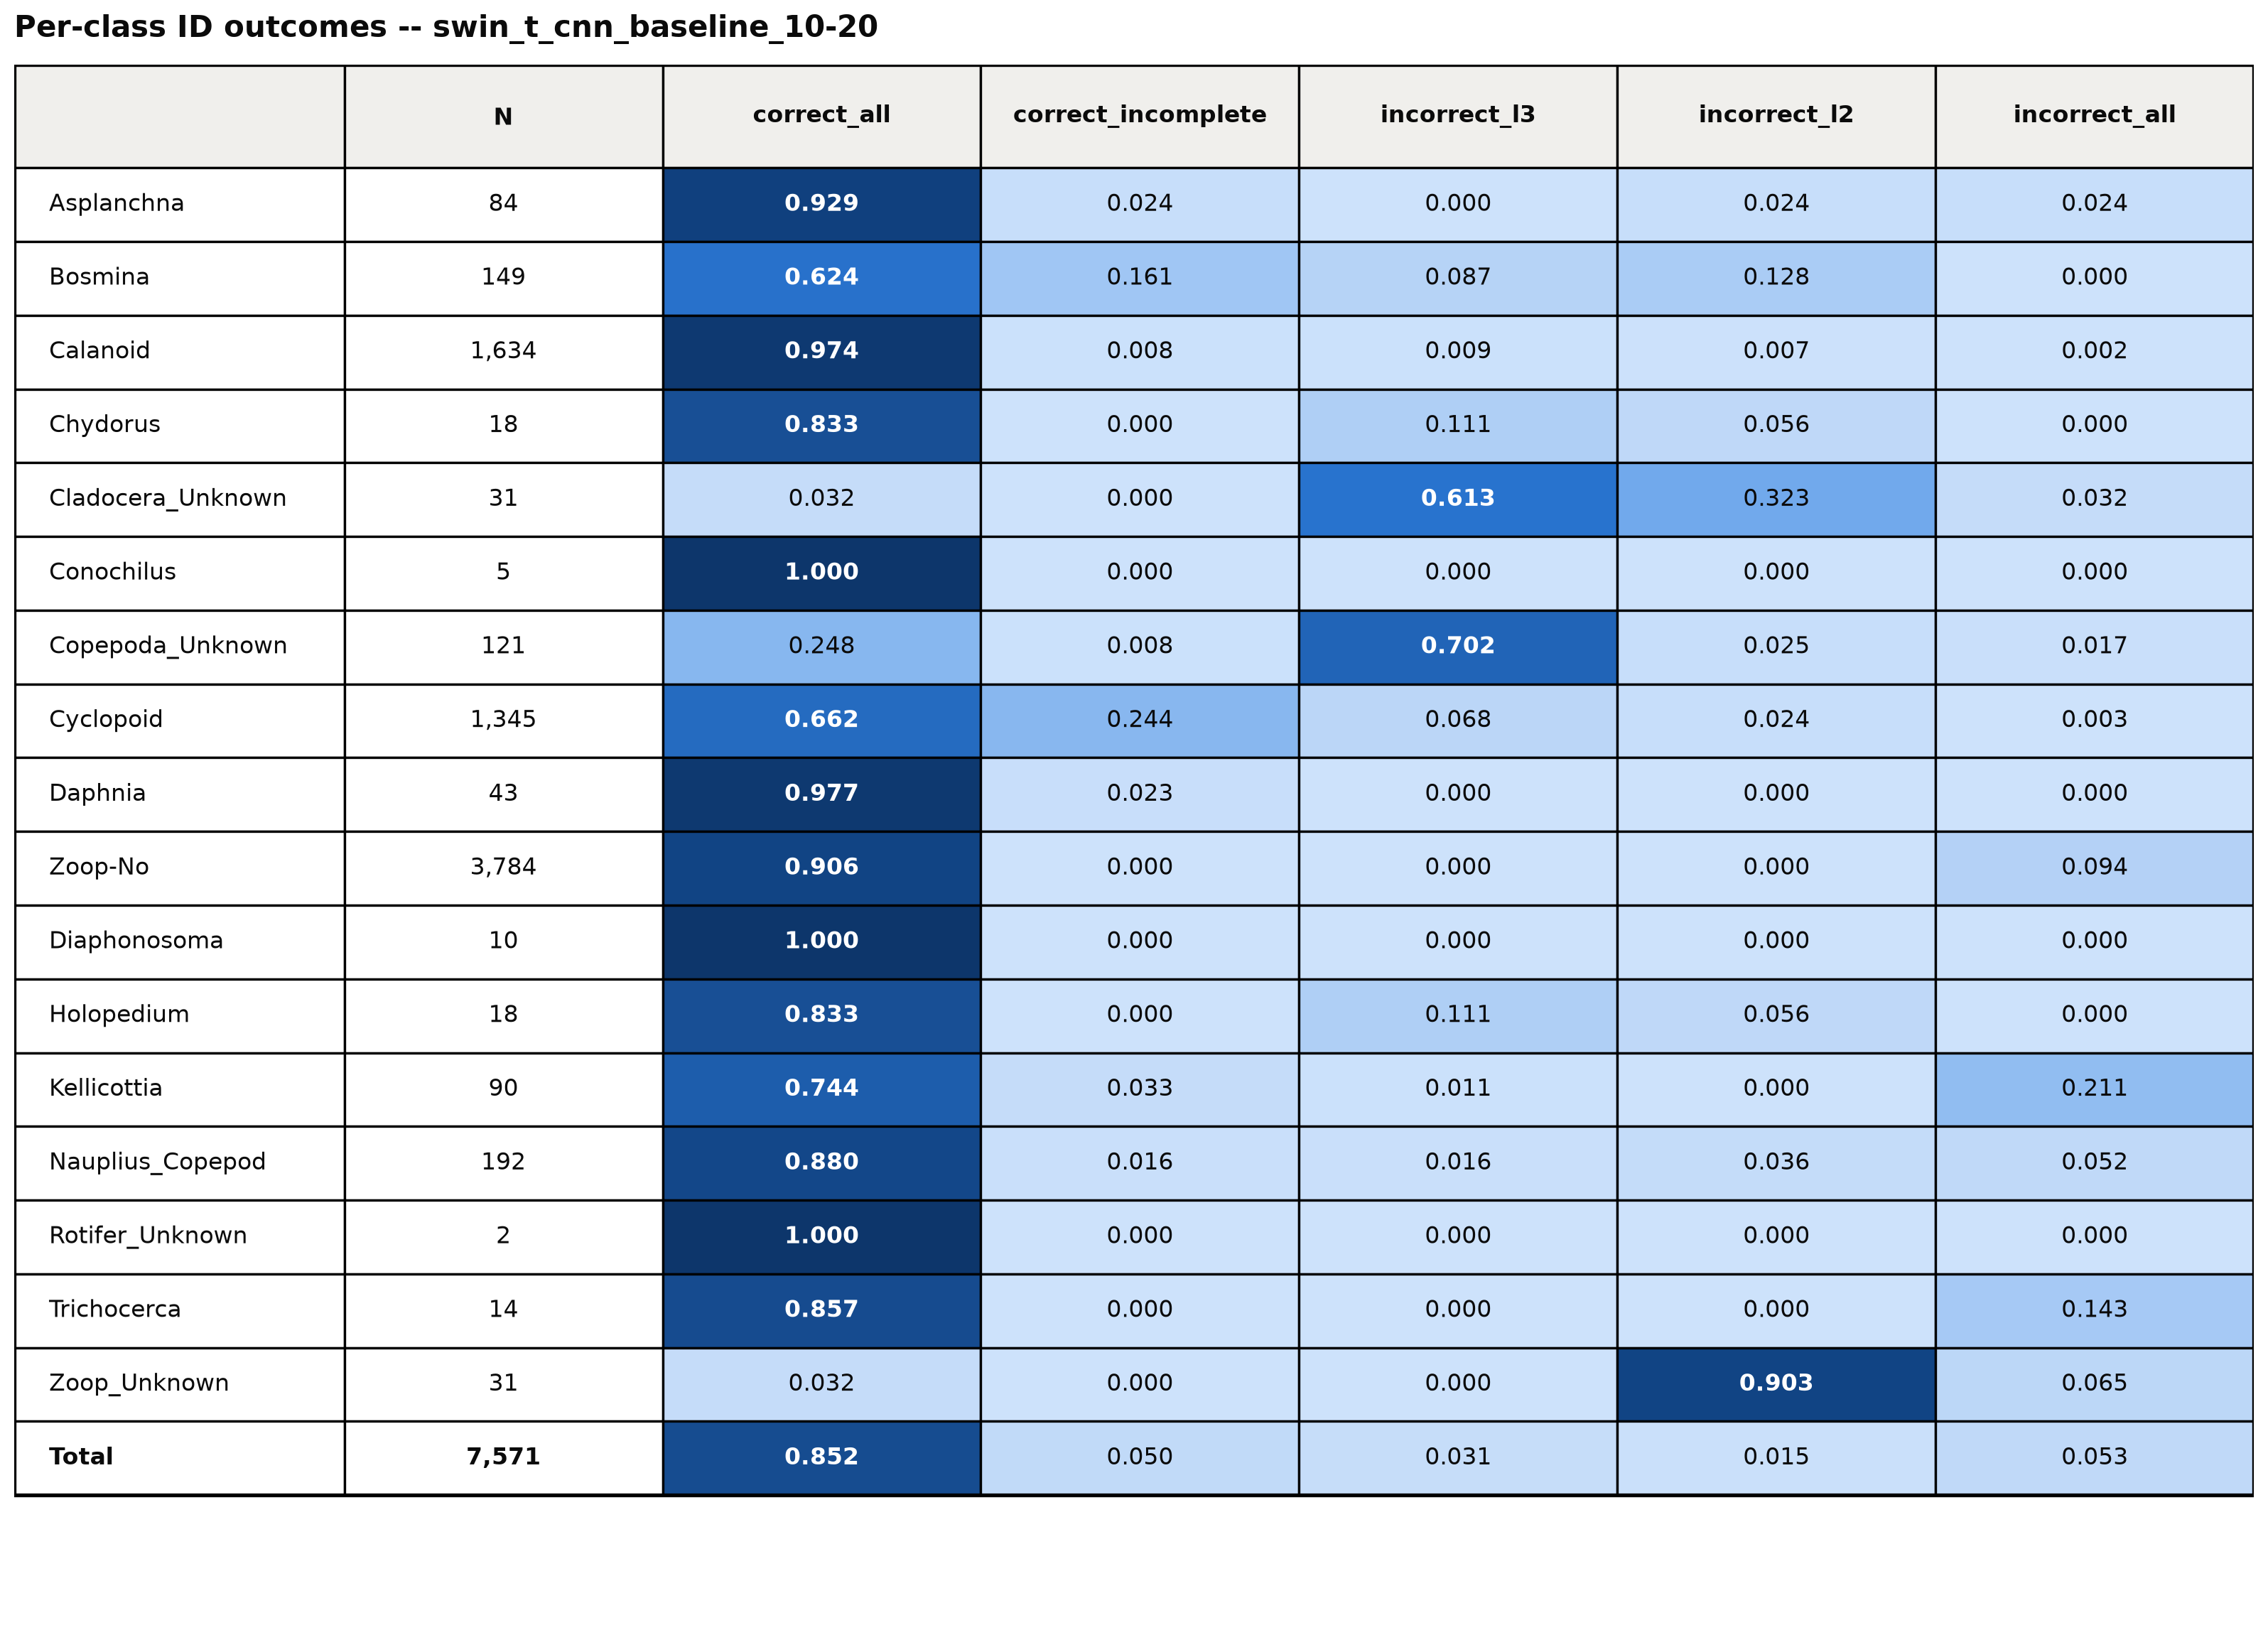 Per-class ID outcomes -- swin_t_cnn_baseline_10-20
N correct_all correct_incomplete incorrect_l3 incorrect_l2 incorrect_all
Asplanchna 84 0.929 0.024 0.000 0.024 0.024
Bosmina 149 0.624 0.161 0.087 0.128 0.000
Calanoid 1,634 0.974 0.008 0.009 0.007 0.002
Chydorus 18 0.833 0.000 0.111 0.056 0.000
Cladocera_Unknown 31 0.032 0.000 0.613 0.323 0.032
Conochilus 5 1.000 0.000 0.000 0.000 0.000
Copepoda_Unknown 121 0.248 0.008 0.702 0.025 0.017
Cyclopoid 1,345 0.662 0.244 0.068 0.024 0.003
Daphnia 43 0.977 0.023 0.000 0.000 0.000
Zoop-No 3,784 0.906 0.000 0.000 0.000 0.094
Diaphonosoma 10 1.000 0.000 0.000 0.000 0.000
Holopedium 18 0.833 0.000 0.111 0.056 0.000
Kellicottia 90 0.744 0.033 0.011 0.000 0.211
Nauplius_Copepod 192 0.880 0.016 0.016 0.036 0.052
Rotifer_Unknown 2 1.000 0.000 0.000 0.000 0.000
Trichocerca 14 0.857 0.000 0.000 0.000 0.143
Zoop_Unknown 31 0.032 0.000 0.000 0.903 0.065
Total 7,571 0.852 0.050 0.031 0.015 0.053